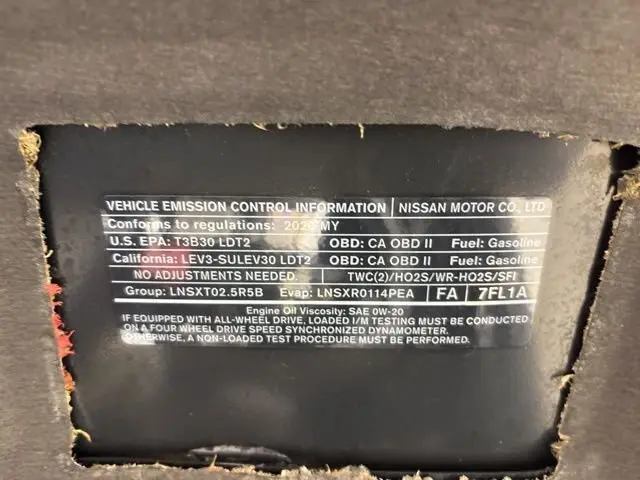 VEHICLE EMISSION CONTROL INFORMATION | NISSAN MOTOR CO., LTD
Conforms to regulations: 2020 MY
U.S. EPA: T3B30 LDT2 OBD: CA OBD II Fuel: Gasoline
California: LEV3-SULEV30 LDT2 OBD: CA OBD II Fuel: Gasoline
NO ADJUSTMENTS NEEDED. TWC(2)/HO2S/WR-HO2S/SFI
Group: LNSXT02.5R5B Evap: LNSXR0114PEA FA 7FL1A
Engine Oil Viscosity: SAE 0W-20
IF EQUIPPED WITH ALL-WHEEL DRIVE, LOADED I/M TESTING MUST BE CONDUCTED
ON A FOUR WHEEL DRIVE SPEED SYNCHRONIZED DYNAMOMETER.
OTHERWISE, A NON-LOADED TEST PROCEDURE MUST BE PERFORMED.